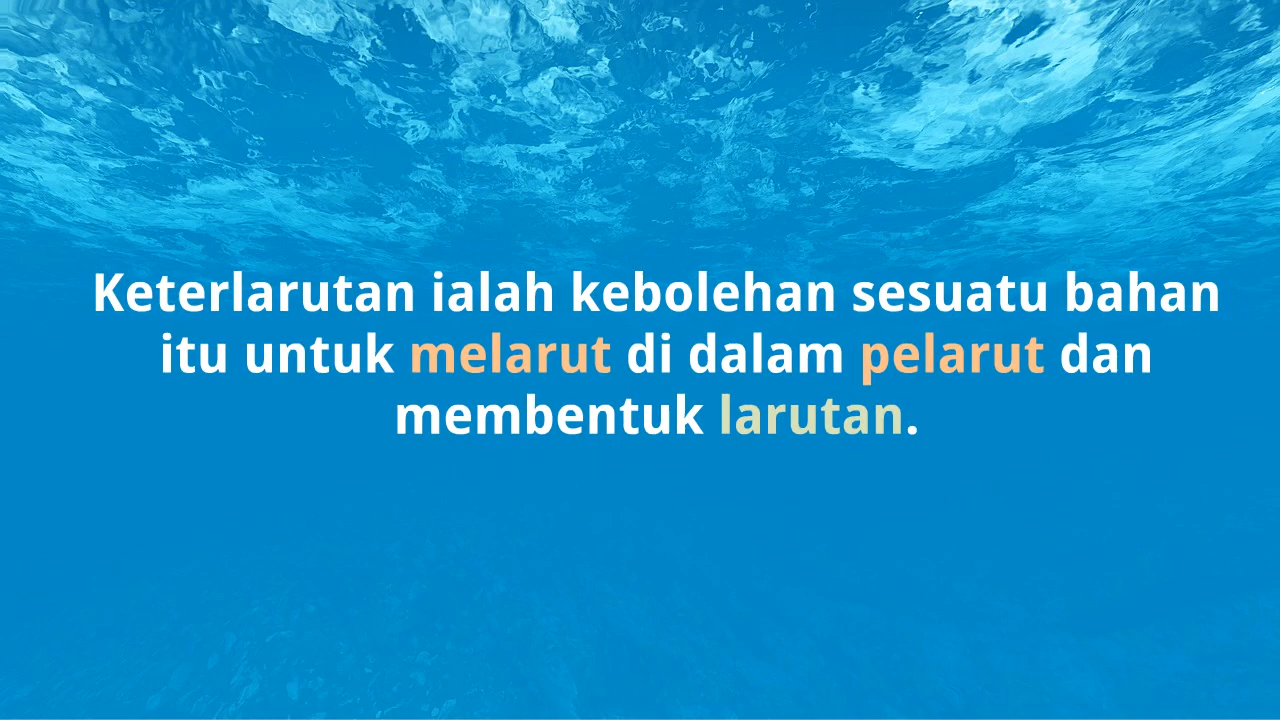 Keterlarutan ialah kebolehan sesuatu bahan
itu untuk melarut di dalam pelarut dan
membentuk larutan.